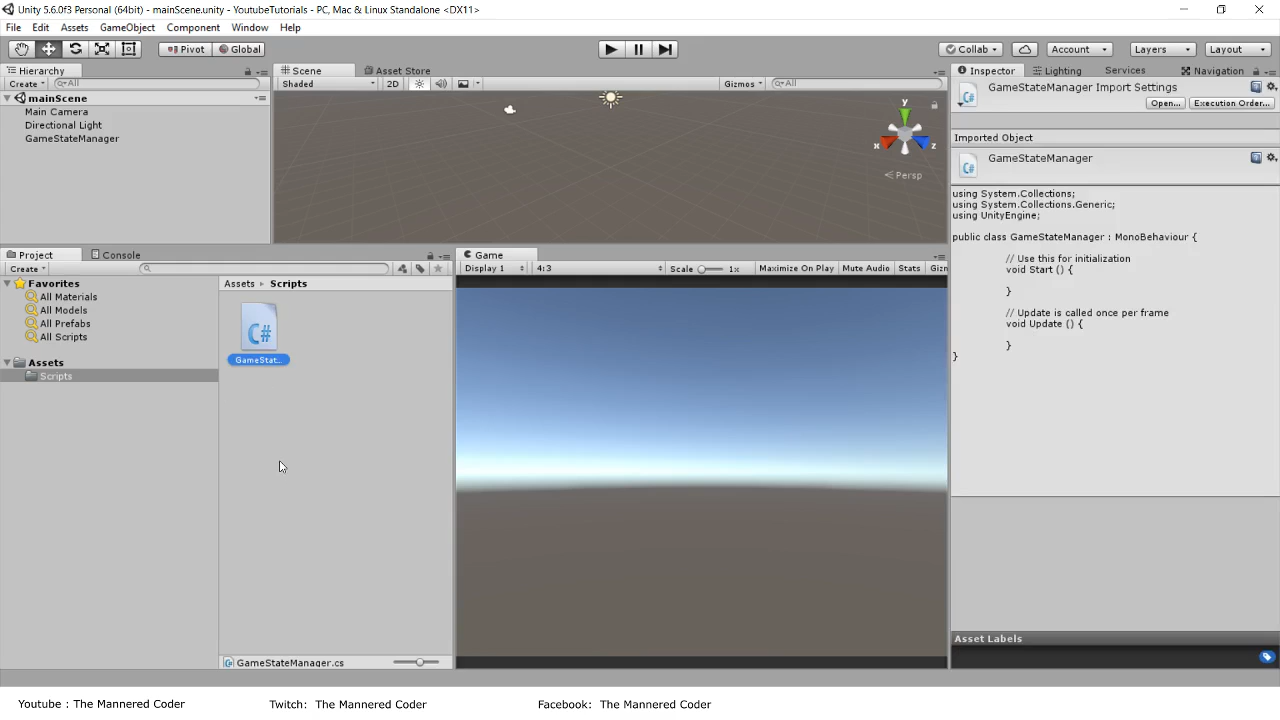 Unity 5.6.0f3 Personal (64bit) - mainScene.unity - YoutubeTutorials - PC, Mac & Linux Standalone <DX11>
File Edit Assets GameObject Component Window Help
Pivot Global Collab Account Layers Layout
Hierarchy Scene Asset Store Inspector Lighting Services Navigation
Create All Shaded 2D Gizmos All GameStateManager Import Settings
mainScene
Open... Execution Order...
Main Camera
Directional Light
GameStateManager
y
x
z
Persp
Imported Object
GameStateManager
using System.Collections;
using System.Collections.Generic;
using UnityEngine;
public class GameStateManager : MonoBehaviour {
// Use this for initialization
void Start () {
}
// Update is called once per frame
void Update () {
}
}
Project Console Game
Create Display 1 4:3 Scale 1x Maximize On Play Mute Audio Stats Gizn
Favorites
All Materials
All Models
All Prefabs
All Scripts
Assets
Scripts
Assets Scripts
C#
GameStat...
GameStateManager.cs
Asset Labels
Youtube : The Mannered Coder Twitch: The Mannered Coder Facebook: The Mannered Coder